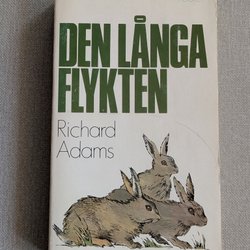 DEN LÅNGA
FLYKTEN
Richard
Adams